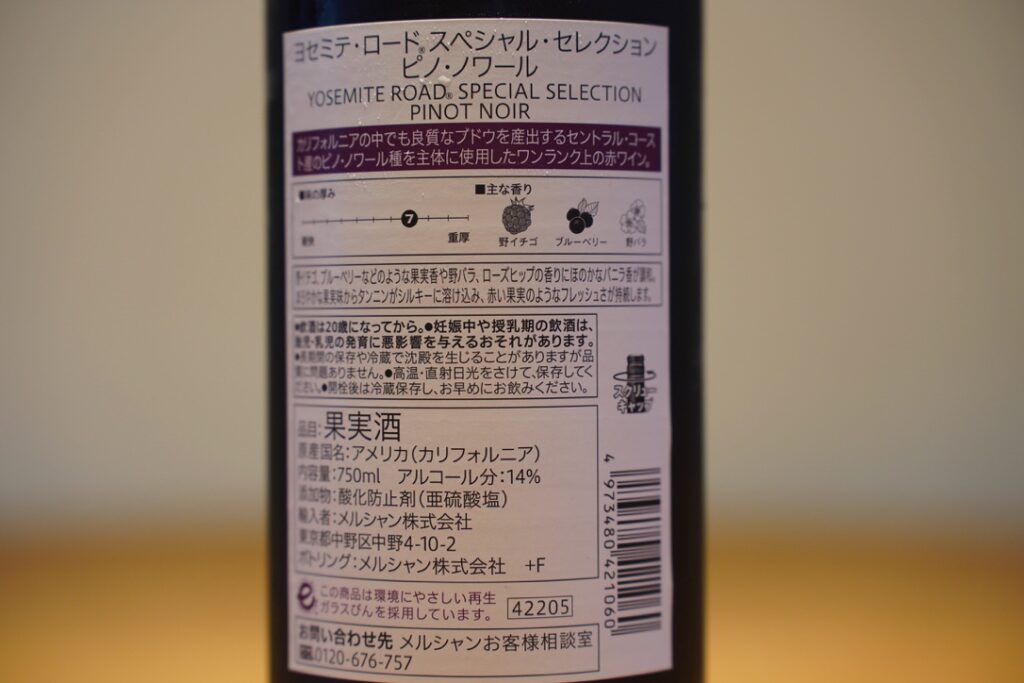 ヨセミテ・ロード®スペシャル・セレクション
ピノ・ノワール
YOSEMITE ROAD® SPECIAL SELECTION
PINOT NOIR
カリフォルニアの中でも良質なブドウを産出するセントラル・コース
ト産のピノ・ノワール種を主体に使用したワンランク上の赤ワイン。
■味の厚み
■主な香り
7
軽快
重厚
野イチゴ
ブルーベリー
野バラ
野イチゴ、ブルーベリーなどのような果実香や野バラ、ローズヒップの香りにほのかなバニラ香が調和。
まろやかな果実味からタンニンがシルキーに溶け込み、赤い果実のようなフレッシュさが持続します。
●飲酒は20歳になってから。●妊娠中や授乳期の飲酒は、
胎児・乳児の発育に悪影響を与えるおそれがあります。
●長期間の保存や冷蔵で沈殿を生じることがありますが品
質に問題ありません。●高温・直射日光をさけて、保存してく
ださい。●開栓後は冷蔵保存し、お早めにお飲みください。
スクリュー
キャップ
品目:果実酒
原産国名:アメリカ(カリフォルニア)
内容量:750ml アルコール分:14%
添加物:酸化防止剤(亜硫酸塩)
輸入者:メルシャン株式会社
東京都中野区中野4-10-2
ボトリング:メルシャン株式会社 +F
4 973480 421060
この商品は環境にやさしい再生
ガラスびんを採用しています。
42205
お問い合わせ先 メルシャンお客様相談室
0120-676-757